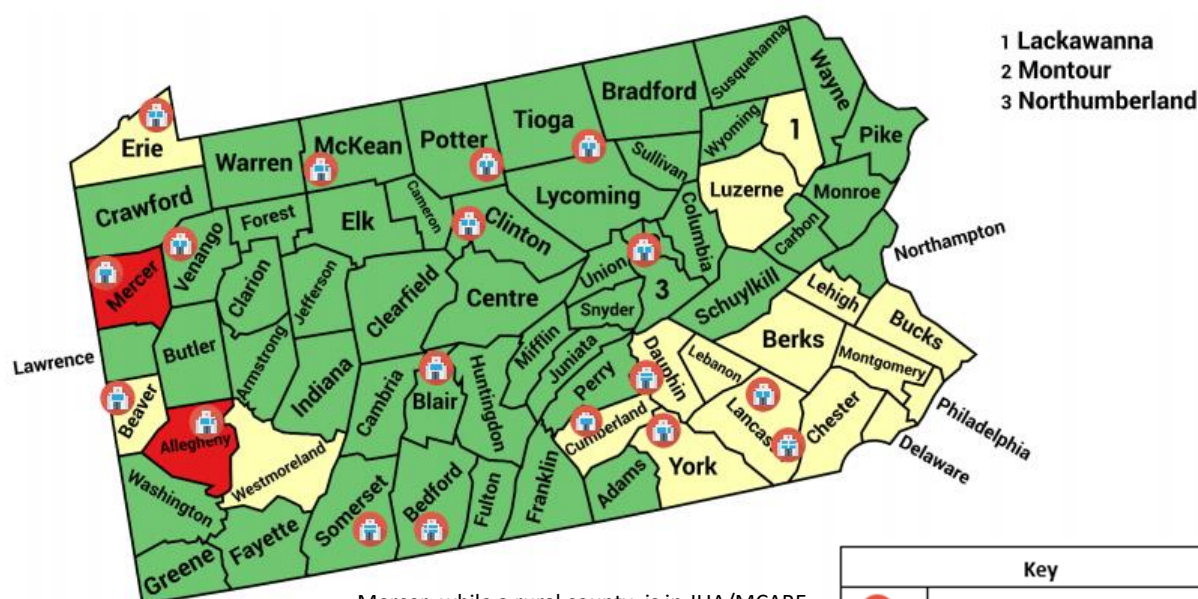 1 Lackawanna
2 Montour
3 Northumberland
Erie
Warren
McKean
Potter
Tioga
Bradford
Susquehanna
Wayne
Wyoming
1
Pike
Crawford
Forest
Elk
Cameron
Clinton
Lycoming
Sullivan
Luzerne
Monroe
Mercer
Venango
Clarion
Jefferson
Clearfield
Centre
Union
Columbia
Carbon
Northampton
3
Snyder
Schuylkill
Lehigh
Bucks
Lawrence
Butler
Armstrong
Indiana
Cambria
Blair
Huntingdon
Mifflin
Juniata
Perry
Dauphin
Lebanon
Berks
Montgomery
Philadelphia
Beaver
Allegheny
Westmoreland
Cumberland
York
Lancas
Chester
Delaware
Washington
Greene
Fayette
Somerset
Bedford
Fulton
Franklin
Adams
Key